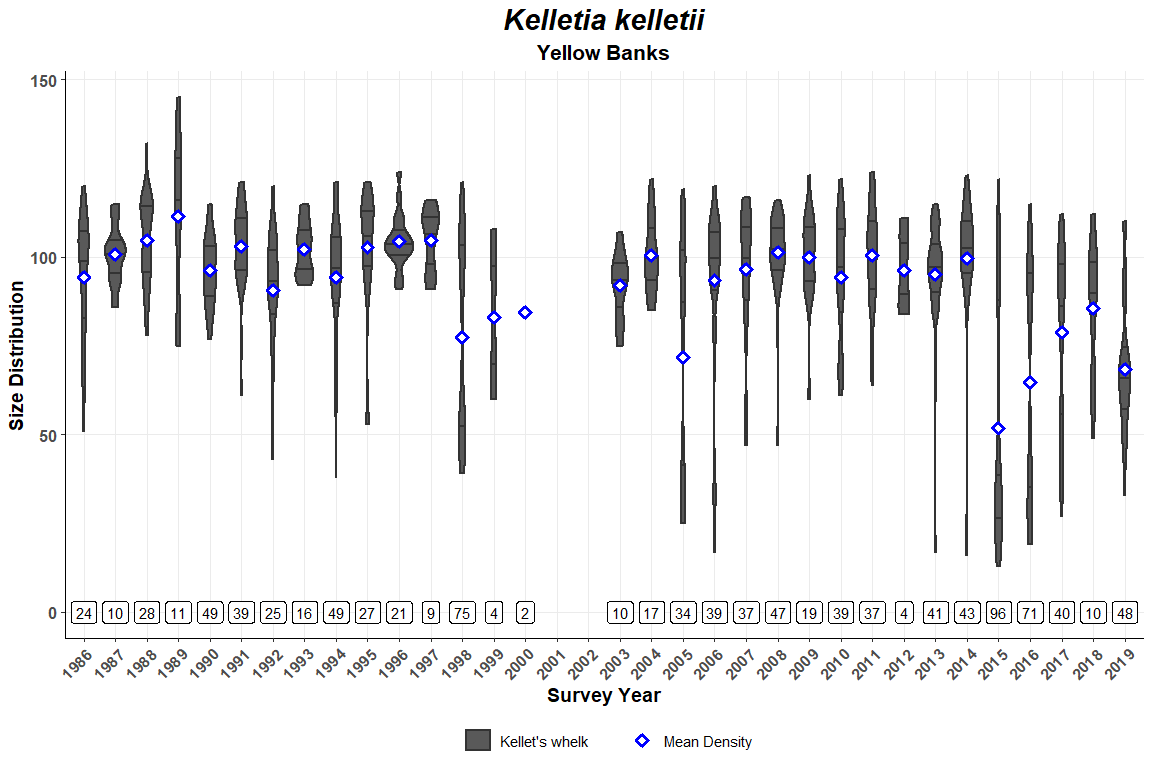 Kelletia kelletii
Yellow Banks
Size Distribution
150
100
50
0
24 10 28 11 49 39 25 16 49 27 21 9 75 4 2 10 17 34 39 37 47 19 39 37 4 41 43 96 71 40 10 48
1986 1987 1988 1989 1990 1991 1992 1993 1994 1995 1996 1997 1998 1999 2000 2001 2002 2003 2004 2005 2006 2007 2008 2009 2010 2011 2012 2013 2014 2015 2016 2017 2018 2019
Survey Year
Kellet's whelk Mean Density